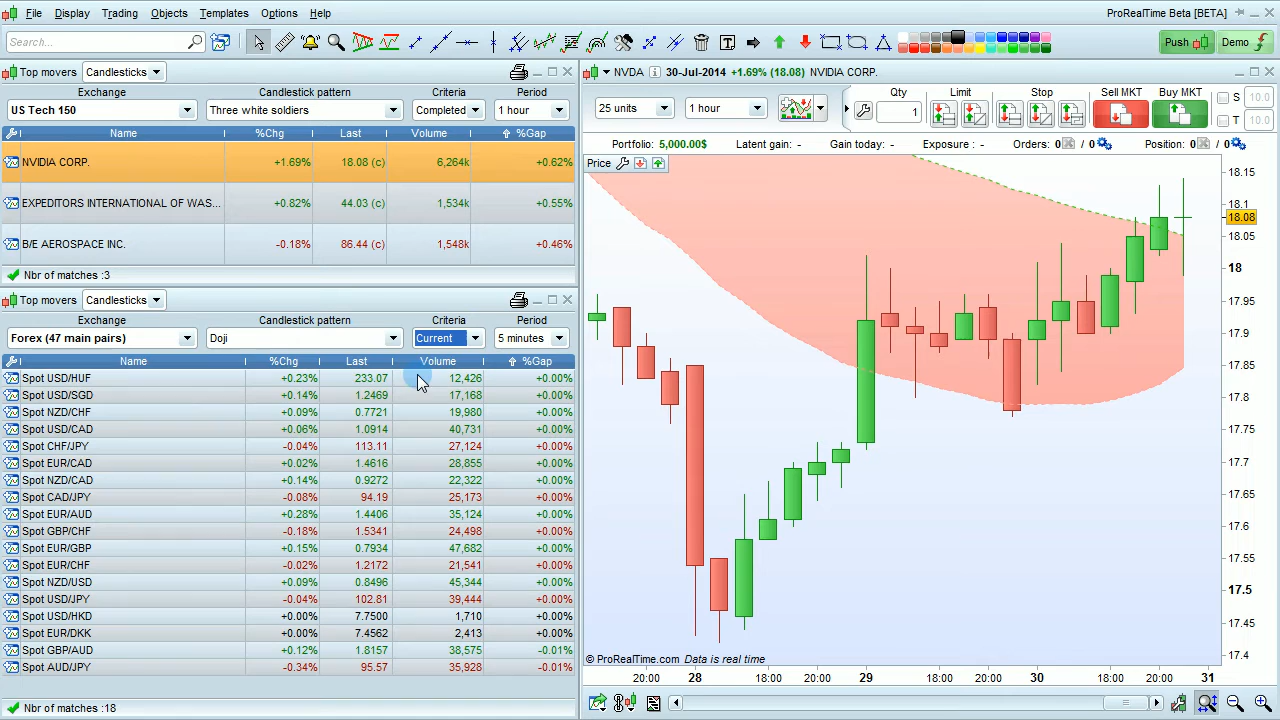 File Display Trading Objects Templates Options Help ProRealTime Beta [BETA]
Search... Push Demo
Top movers Candlesticks
Exchange Candlestick pattern Criteria Period
US Tech 150 Three white soldiers Completed 1 hour
Name %Chg Last Volume %Gap
NVIDIA CORP. +1.69% 18.08 (c) 6,264k +0.62%
EXPEDITORS INTERNATIONAL OF WAS... +0.82% 44.03 (c) 1,534k +0.55%
B/E AEROSPACE INC. -0.18% 86.44 (c) 1,548k +0.46%
Nbr of matches :3
Top movers Candlesticks
Exchange Candlestick pattern Criteria Period
Forex (47 main pairs) Doji Current 5 minutes
Name %Chg Last Volume %Gap
Spot USD/HUF +0.23% 233.07 12,426 +0.00%
Spot USD/SGD +0.14% 1.2469 17,168 +0.00%
Spot NZD/CHF +0.09% 0.7721 19,980 +0.00%
Spot USD/CAD +0.06% 1.0914 40,731 +0.00%
Spot CHF/JPY -0.04% 113.11 27,124 +0.00%
Spot EUR/CAD +0.02% 1.4616 28,855 +0.00%
Spot NZD/CAD +0.14% 0.9272 22,322 +0.00%
Spot CAD/JPY -0.08% 94.19 25,173 +0.00%
Spot EUR/AUD +0.28% 1.4406 35,124 +0.00%
Spot GBP/CHF -0.18% 1.5341 24,498 +0.00%
Spot EUR/GBP +0.15% 0.7934 47,682 +0.00%
Spot EUR/CHF -0.02% 1.2172 21,541 +0.00%
Spot NZD/USD +0.09% 0.8496 45,344 +0.00%
Spot USD/JPY -0.04% 102.81 39,444 +0.00%
Spot USD/HKD +0.00% 7.7500 1,710 +0.00%
Spot EUR/DKK +0.00% 7.4562 2,413 +0.00%
Spot GBP/AUD +0.12% 1.8157 38,575 -0.01%
Spot AUD/JPY -0.34% 95.57 35,928 -0.01%
Nbr of matches :18
NVDA 30-Jul-2014 +1.69% (18.08) NVIDIA CORP.
Qty Limit Stop Sell MKT Buy MKT S 10.0
25 units 1 hour 1 T 10.0
Portfolio: 5,000.00$ Latent gain: - Gain today: - Exposure : - Orders: 0 / 0 Position: 0 / 0
Price
18.15
18.1
18.08
18.05
18
17.95
17.9
17.85
17.8
17.75
17.7
17.65
17.6
17.55
17.5
17.45
17.4
© ProRealTime.com Data is real time
20:00 28 18:00 20:00 29 18:00 20:00 30 18:00 20:00 31